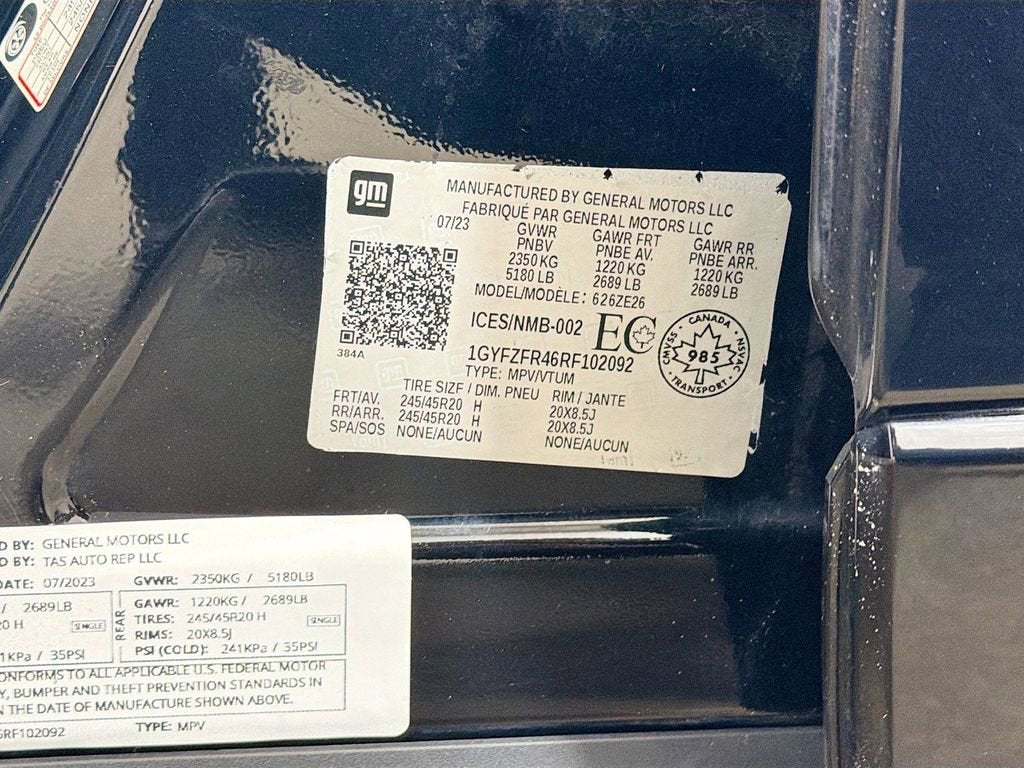 gm
MANUFACTURED BY GENERAL MOTORS LLC
FABRIQUÉ PAR GENERAL MOTORS LLC
07/23
GVWR GAWR FRT GAWR RR
PNBV PNBE AV. PNBE ARR.
2350 KG 1220 KG 1220 KG
5180 LB 2689 LB 2689 LB
MODEL/MODÈLE: 626ZE26
ICES/NMB-002 EC
CANADA
CMVSS 985 NSVAC
TRANSPORT
384A
1GYFZFR46RF102092
TYPE: MPV/VTUM
TIRE SIZE / DIM. PNEU RIM / JANTE
FRT/AV. 245/45R20 H 20X8.5J
RR/ARR. 245/45R20 H 20X8.5J
SPA/SOS NONE/AUCUN NONE/AUCUN
D BY: GENERAL MOTORS LLC
D BY: TAS AUTO REP LLC
DATE: 07/2023 GVWR: 2350KG / 5180LB
/ 2689LB
0 H SINGLE
1KPa / 35PSI
REAR
GAWR: 1220KG / 2689LB
TIRES: 245/45R20 H SINGLE
RIMS: 20X8.5J
PSI (COLD): 241KPa / 35PSI
ONFORMS TO ALL APPLICABLE U.S. FEDERAL MOTOR
Y, BUMPER AND THEFT PREVENTION STANDARDS IN
N THE DATE OF MANUFACTURE SHOWN ABOVE.
6RF102092 TYPE: MPV